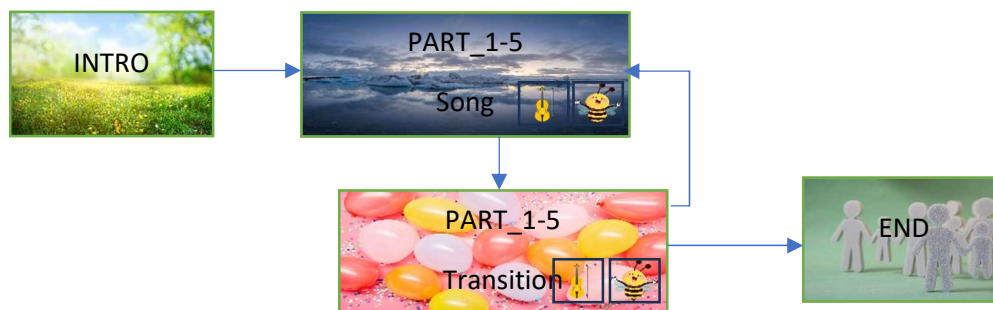 INTRO
PART_1-5
Song
PART_1-5
Transition
END